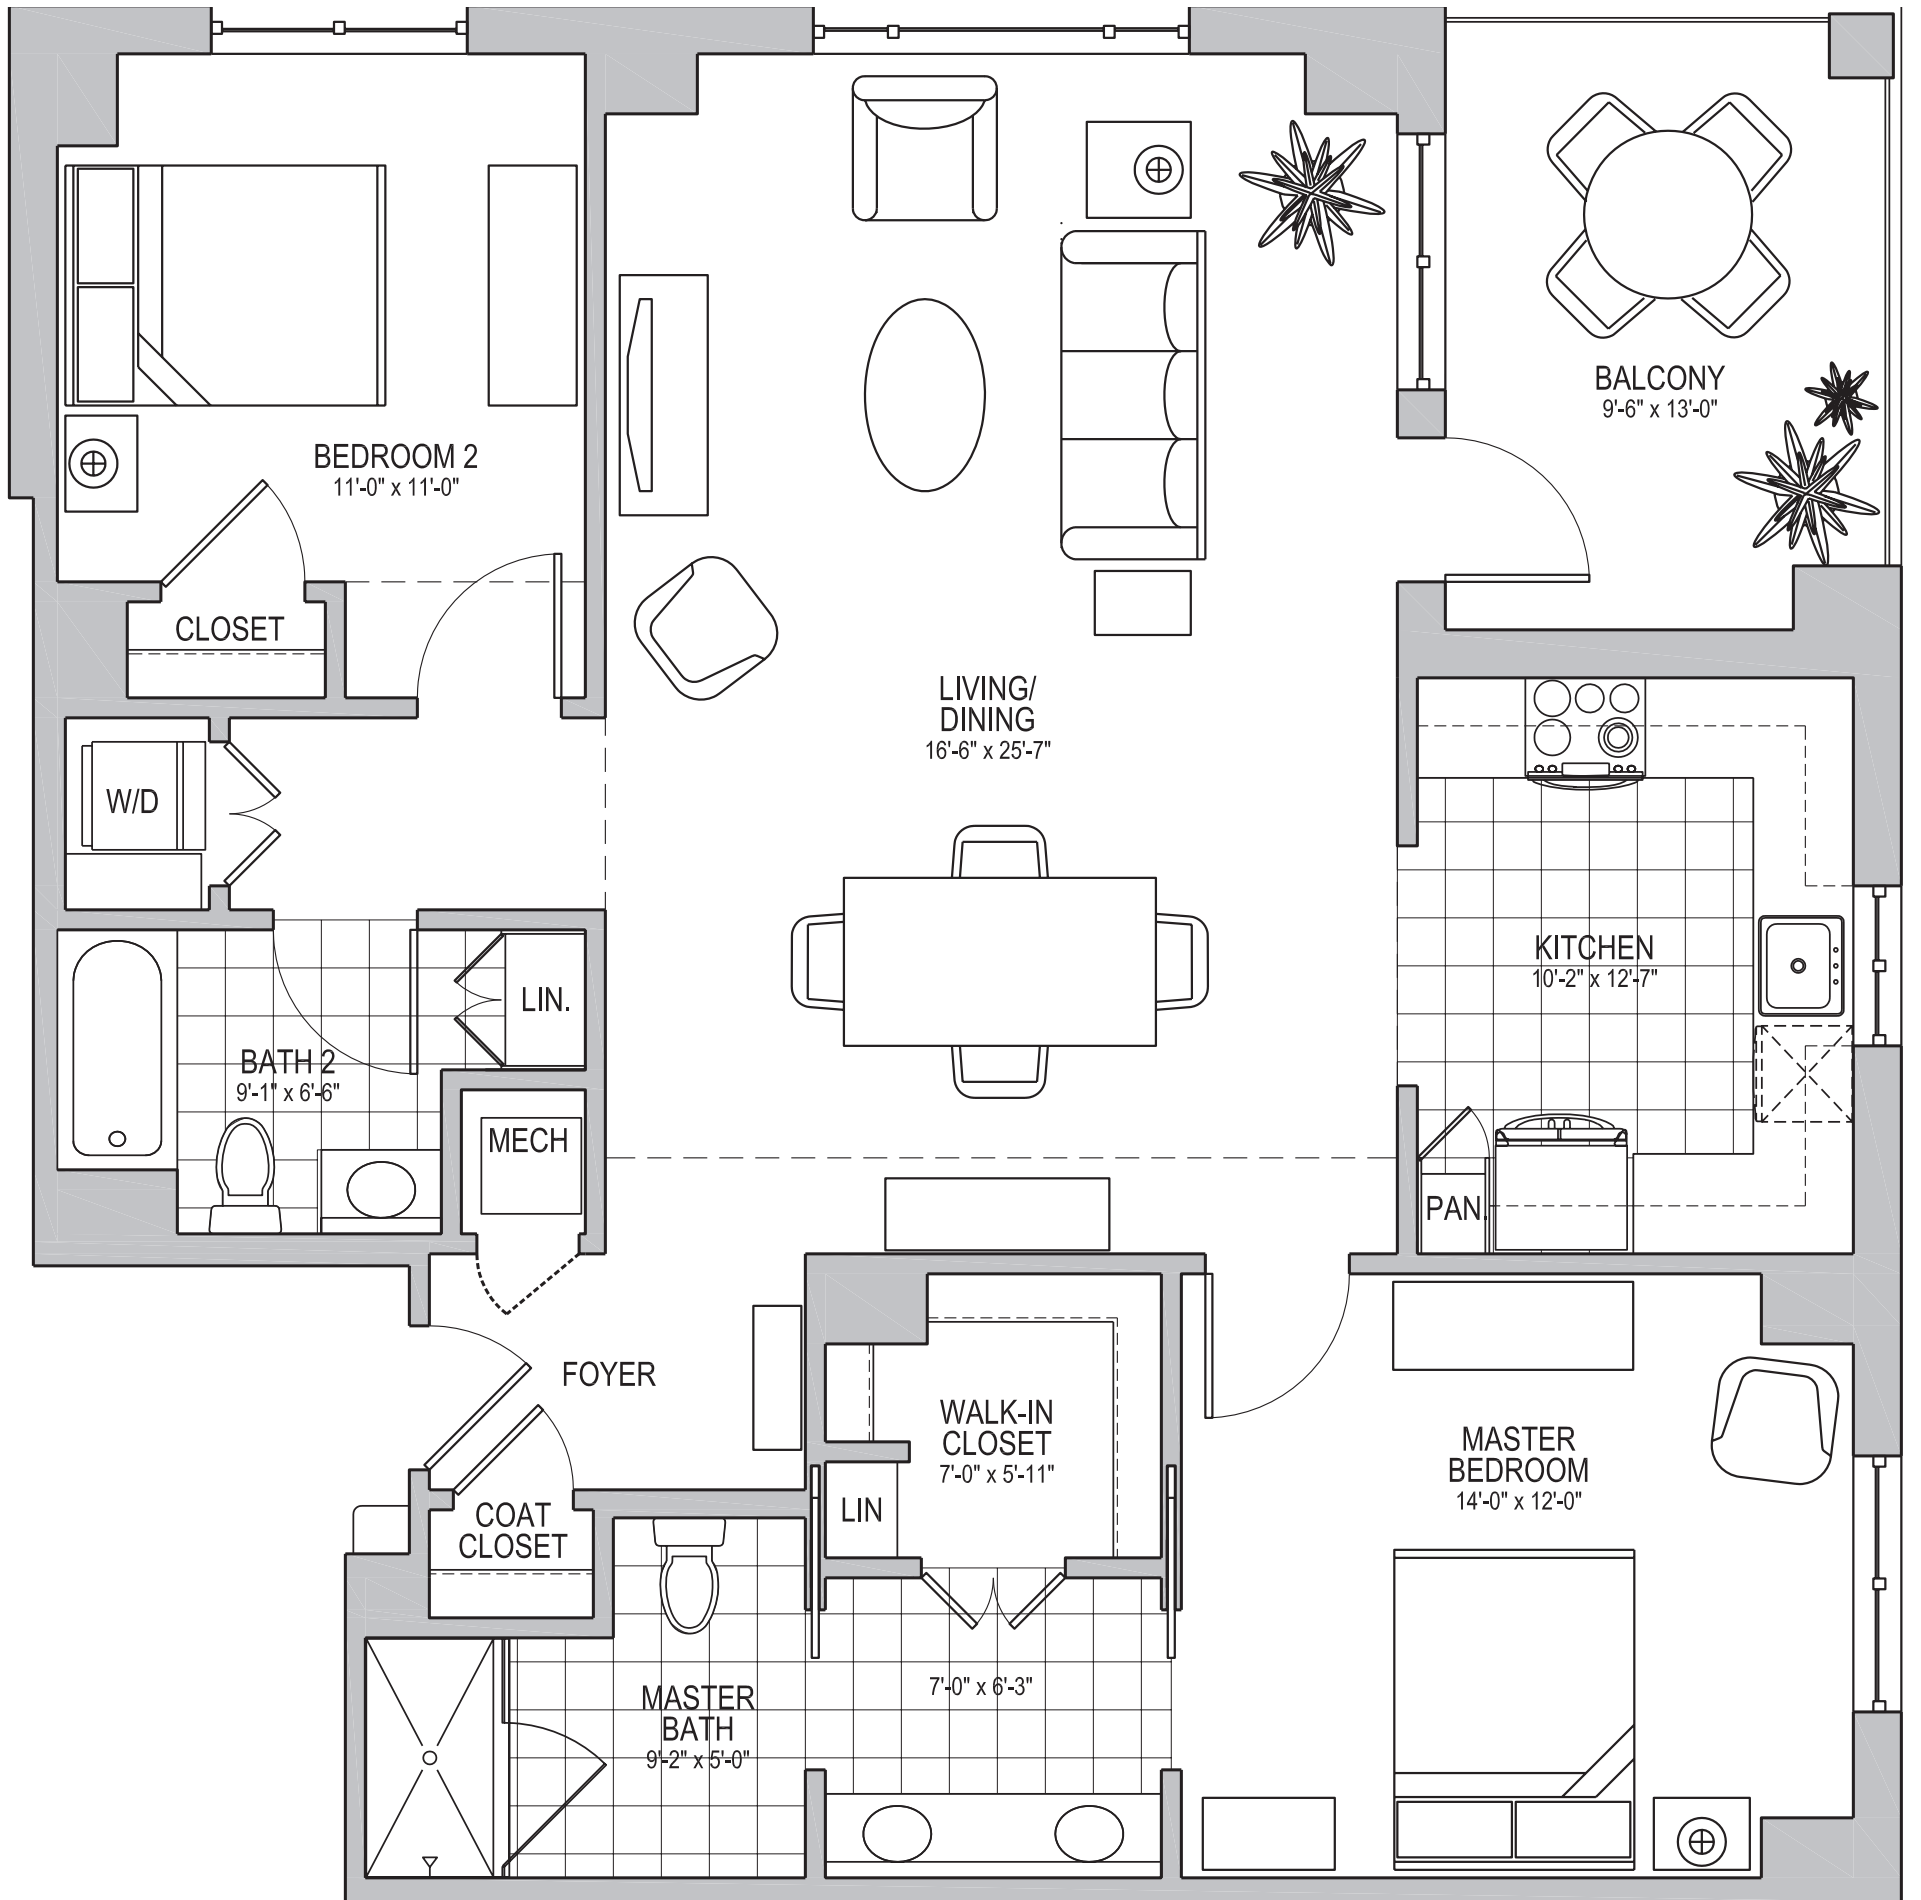 BALCONY
9'-6" x 13'-0"
BEDROOM 2
11'-0" x 11'-0"
CLOSET
LIVING/
DINING
16'-6" x 25'-7"
W/D
KITCHEN
10'-2" x 12'-7"
LIN.
BATH 2
9'-1" x 6'-6"
MECH
PAN.
FOYER
WALK-IN
CLOSET
7'-0" x 5'-11"
MASTER
BEDROOM
14'-0" x 12'-0"
LIN
COAT
CLOSET
7'-0" x 6'-3"
MASTER
BATH
9'-2" x 5'-0"